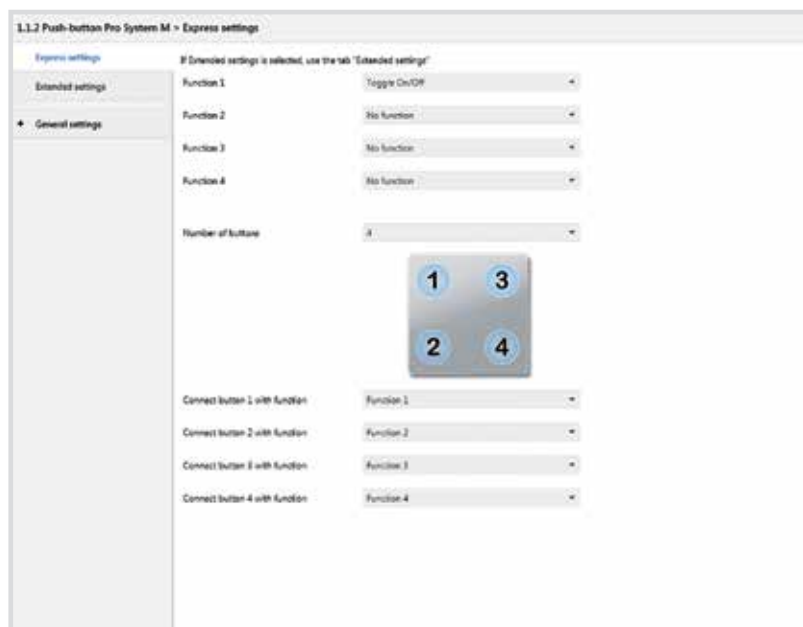 1.1.2 Push-button Pro System M > Express settings
Express settings
If Extended settings is selected, use the tab "Extended settings"
Extended settings
+ General settings
Function 1 Toggle On/Off
Function 2 No function
Function 3 No function
Function 4 No function
Number of buttons 4
1 3
2 4
Connect button 1 with function Function 1
Connect button 2 with function Function 2
Connect button 3 with function Function 3
Connect button 4 with function Function 4